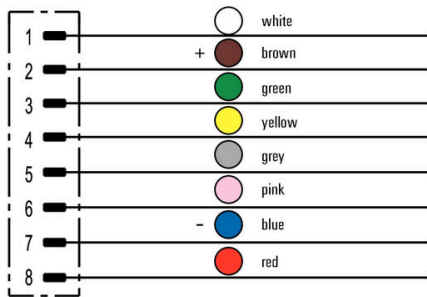 1 white
2 + brown
3 green
4 yellow
5 grey
6 pink
7 - blue
8 red